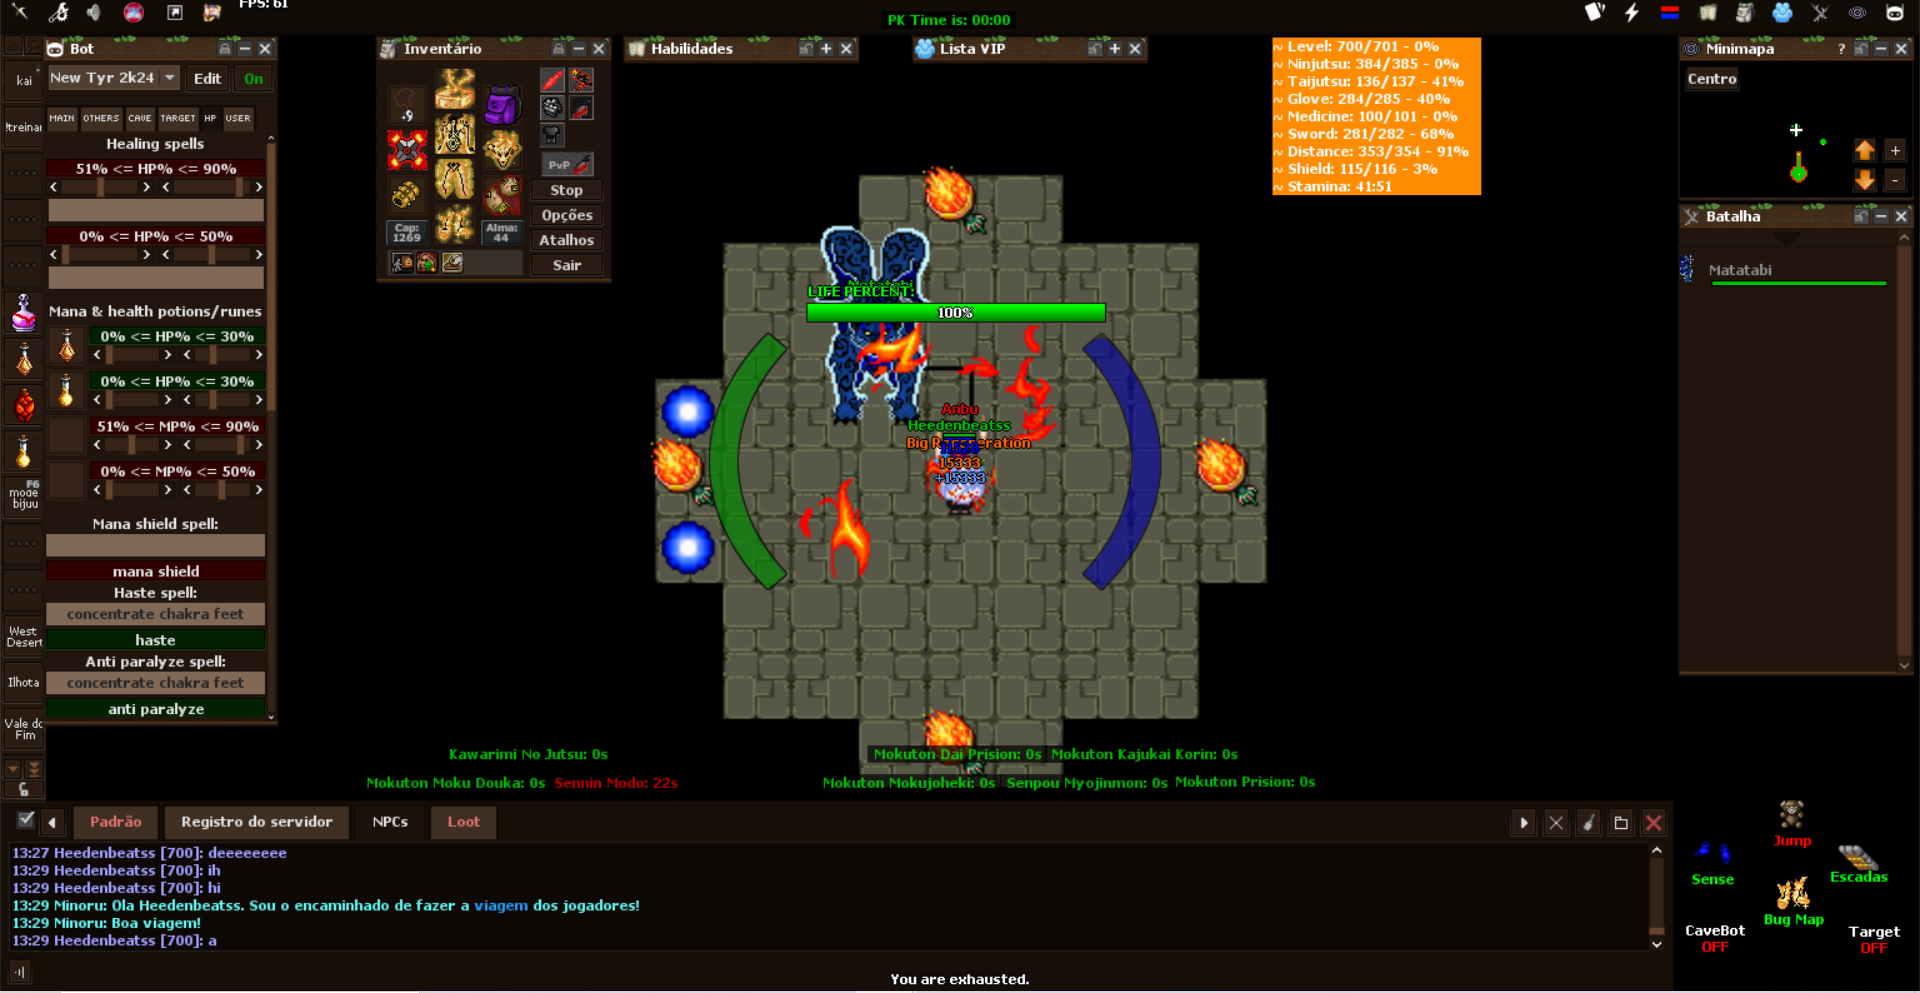 FPS: 61
PK Time is: 00:00
Bot
New Tyr 2k24
Edit
On
MAIN
OTHERS
CAVE
TARGET
HP
USER
Healing spells
51% <= HP% <= 90%
0% <= HP% <= 50%
Mana & health potions/runes
0% <= HP% <= 30%
0% <= HP% <= 30%
51% <= MP% <= 90%
0% <= MP% <= 50%
Mana shield spell:
mana shield
Haste spell:
concentrate chakra feet
haste
Anti paralyze spell:
concentrate chakra feet
anti paralyze
kai
!treinar
F6
mode
bijuu
West
Desert
Ilhota
Vale do
Fim
Inventário
.9
PvP
Stop
Opções
Atalhos
Sair
Cap:
1269
Alma:
44
Habilidades
Lista VIP
~ Level: 700/701 - 0%
~ Ninjutsu: 384/385 - 0%
~ Taijutsu: 136/137 - 41%
~ Glove: 284/285 - 40%
~ Medicine: 100/101 - 0%
~ Sword: 281/282 - 68%
~ Distance: 353/354 - 91%
~ Shield: 115/116 - 3%
~ Stamina: 41:51
Minimapa
?
Centro
Batalha
Matatabi
Matatabi
LIFE PERCENT:
100%
Anbu
Heedenbeatss
Big Regeneration
15333
+15333
Kawarimi No Jutsu: 0s
Mokuton Dai Prision: 0s
Mokuton Kajukai Korin: 0s
Mokuton Moku Douka: 0s
Sennin Modo: 22s
Mokuton Mokujoheki: 0s
Senpou Myojinmon: 0s
Mokuton Prision: 0s
Padrão
Registro do servidor
NPCs
Loot
13:27 Heedenbeatss [700]: deeeeeeee
13:29 Heedenbeatss [700]: ih
13:29 Heedenbeatss [700]: hi
13:29 Minoru: Ola Heedenbeatss. Sou o encaminhado de fazer a viagem dos jogadores!
13:29 Minoru: Boa viagem!
13:29 Heedenbeatss [700]: a
You are exhausted.
Jump
Sense
Escadas
Bug Map
CaveBot
OFF
Target
OFF